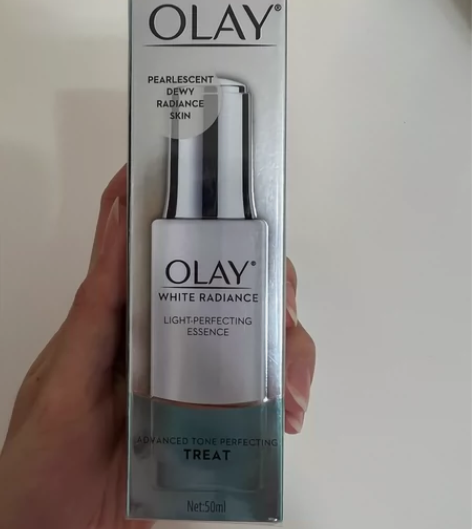 OLAY®
PEARLESCENT
DEWY
RADIANCE
SKIN
OLAY®
WHITE RADIANCE
LIGHT-PERFECTING
ESSENCE
ADVANCED TONE PERFECTING
TREAT
Net:50ml